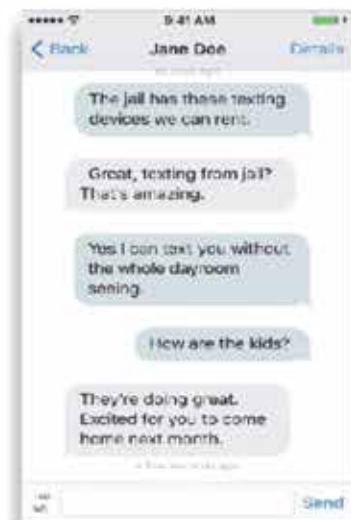 9:41 AM
Back Jane Doe Details
The jail has these texting
devices we can rent.
Great, texting from jail?
That's amazing.
Yes I can text you without
the whole dayroom
seeing.
How are the kids?
They're doing great.
Excited for you to come
home next month.
Send